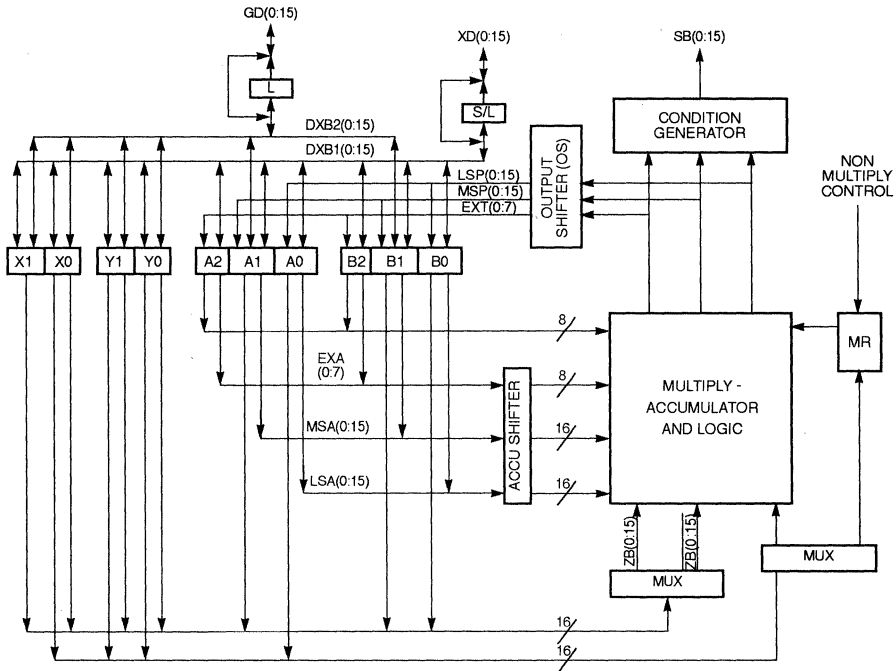 GD(0:15)
XD(0:15)
SB(0:15)
L
S/L
CONDITION
GENERATOR
DXB2(0:15)
DXB1(0:15)
LSP(0:15)
MSP(0:15)
EXT(0:7)
OUTPUT
SHIFTER (OS)
NON
MULTIPLY
CONTROL
X1 X0 Y1 Y0 A2 A1 A0 B2 B1 B0
8
MR
EXA
(0:7)
8
MULTIPLY -
ACCUMULATOR
AND LOGIC
ACCU SHIFTER
MSA(0:15)
16
LSA(0:15)
16
ZB(0:15)
ZB(0:15)
MUX
MUX
16
16